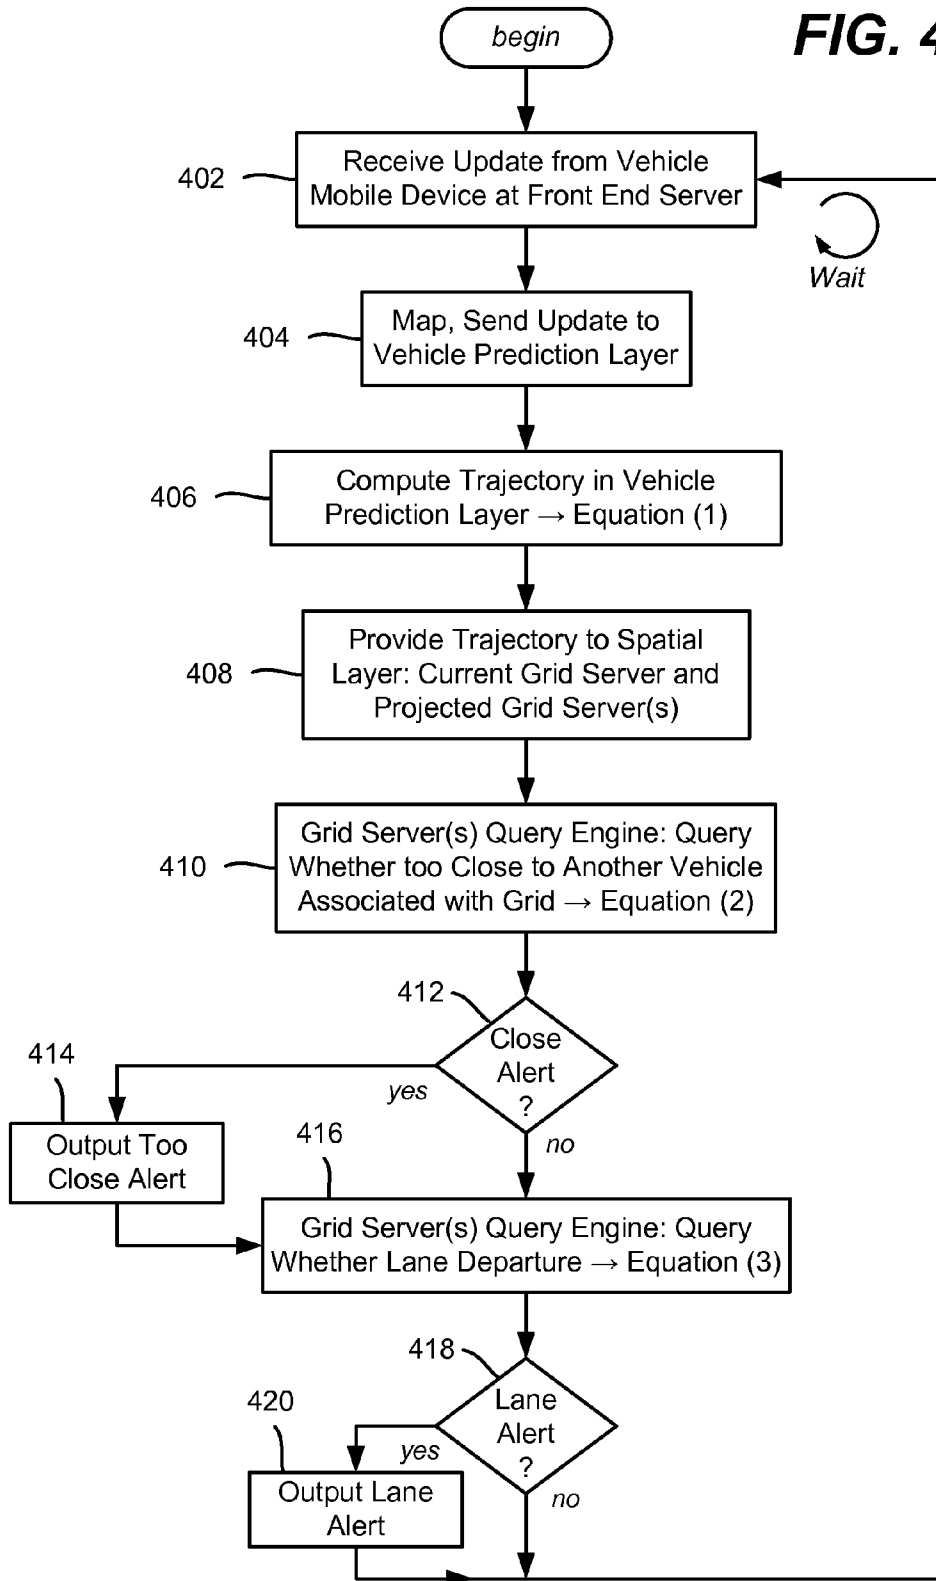 begin
FIG. 4
402
Receive Update from Vehicle
Mobile Device at Front End Server
Wait
404
Map, Send Update to
Vehicle Prediction Layer
406
Compute Trajectory in Vehicle
Prediction Layer → Equation (1)
408
Provide Trajectory to Spatial
Layer: Current Grid Server and
Projected Grid Server(s)
410
Grid Server(s) Query Engine: Query
Whether too Close to Another Vehicle
Associated with Grid → Equation (2)
412
Close
Alert
?
yes
no
414
Output Too
Close Alert
416
Grid Server(s) Query Engine: Query
Whether Lane Departure → Equation (3)
418
Lane
Alert
?
yes
no
420
Output Lane
Alert